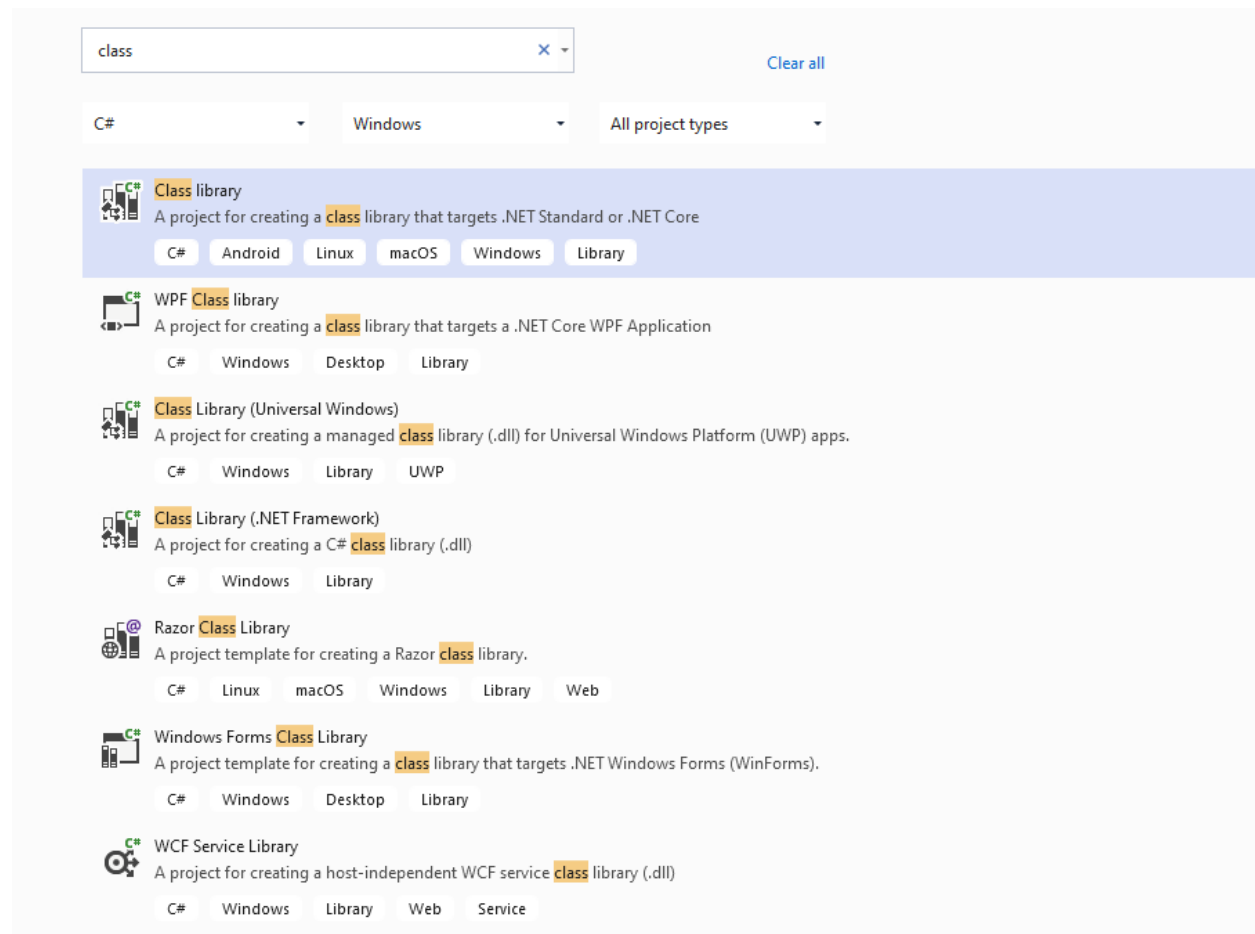 class
Clear all
C# Windows All project types
Class library
A project for creating a class library that targets .NET Standard or .NET Core
C# Android Linux macOS Windows Library
WPF Class library
A project for creating a class library that targets a .NET Core WPF Application
C# Windows Desktop Library
Class Library (Universal Windows)
A project for creating a managed class library (.dll) for Universal Windows Platform (UWP) apps.
C# Windows Library UWP
Class Library (.NET Framework)
A project for creating a C# class library (.dll)
C# Windows Library
Razor Class Library
A project template for creating a Razor class library.
C# Linux macOS Windows Library Web
Windows Forms Class Library
A project template for creating a class library that targets .NET Windows Forms (WinForms).
C# Windows Desktop Library
WCF Service Library
A project for creating a host-independent WCF service class library (.dll)
C# Windows Library Web Service